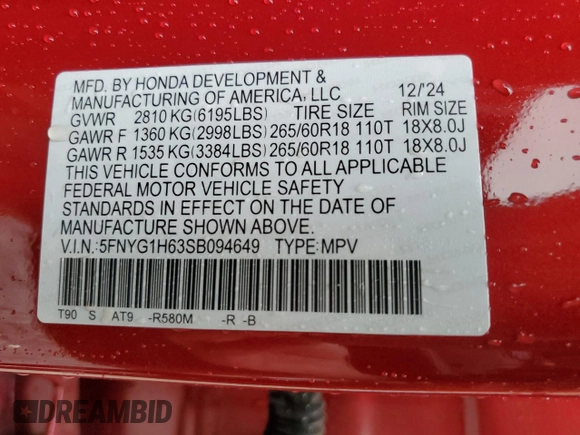 MFD. BY HONDA DEVELOPMENT &
MANUFACTURING OF AMERICA, LLC 12/'24
GVWR 2810 KG(6195LBS) TIRE SIZE RIM SIZE
GAWR F 1360 KG(2998LBS) 265/60R18 110T 18X8.0J
GAWR R 1535 KG(3384LBS) 265/60R18 110T 18X8.0J
THIS VEHICLE CONFORMS TO ALL APPLICABLE
FEDERAL MOTOR VEHICLE SAFETY
STANDARDS IN EFFECT ON THE DATE OF
MANUFACTURE SHOWN ABOVE.
V.I.N.:5FNYG1H63SB094649 TYPE:MPV
T90 S AT9 -R580M -R -B
DREAMBID